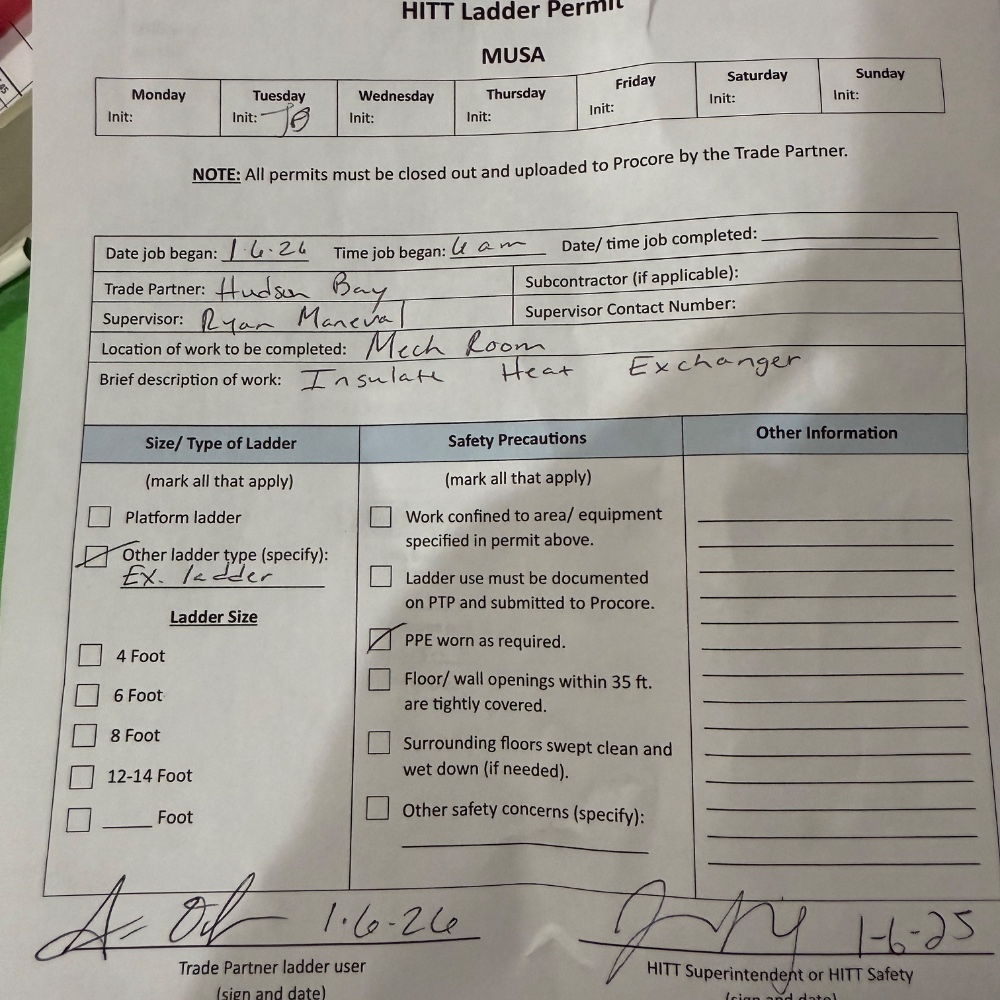 HITT Ladder Permit
MUSA
Monday Tuesday Wednesday Thursday Friday Saturday Sunday
Init: Init: JB Init: Init: Init: Init: Init:
NOTE: All permits must be closed out and uploaded to Procore by the Trade Partner.
Date job began: 1.6.26 Time job began: 6am Date/ time job completed:
Trade Partner: Hudson Bay Subcontractor (if applicable):
Supervisor: Ryan Maneval Supervisor Contact Number:
Location of work to be completed: Mech Room
Brief description of work: Insulate Heat Exchanger
Size/ Type of Ladder
(mark all that apply)
Platform ladder
Other ladder type (specify):
Ex. ladder
Ladder Size
4 Foot
6 Foot
8 Foot
12-14 Foot
____ Foot
Safety Precautions
(mark all that apply)
Work confined to area/ equipment
specified in permit above.
Ladder use must be documented
on PTP and submitted to Procore.
PPE worn as required.
Floor/ wall openings within 35 ft.
are tightly covered.
Surrounding floors swept clean and
wet down (if needed).
Other safety concerns (specify):
Other Information
1.6.26
Trade Partner ladder user
(sign and date)
1-6-25
HITT Superintendent or HITT Safety
(sign and date)